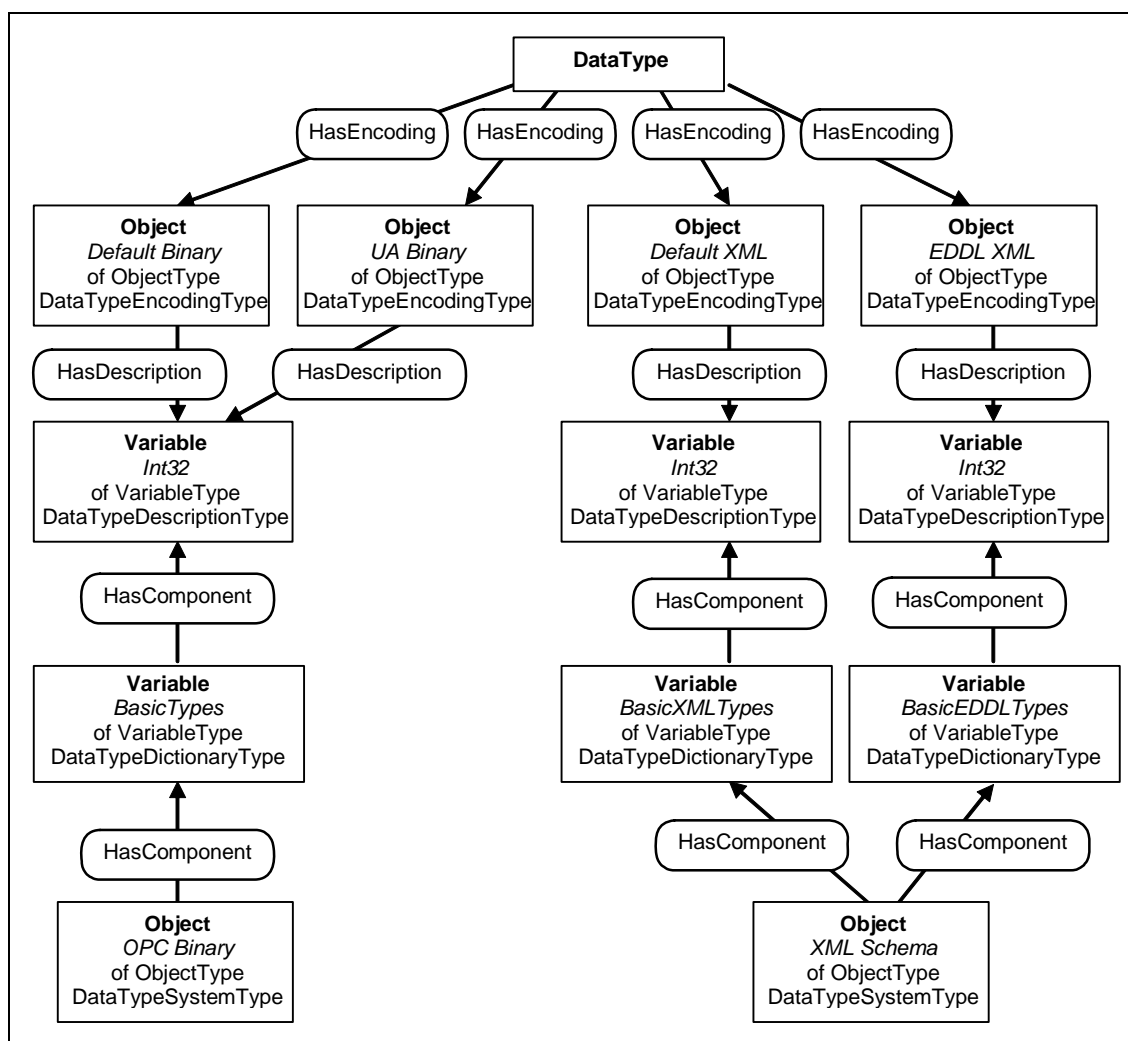 DataType
HasEncoding
HasEncoding
HasEncoding
HasEncoding
Object
Default Binary
of ObjectType
DataTypeEncodingType
Object
UA Binary
of ObjectType
DataTypeEncodingType
Object
Default XML
of ObjectType
DataTypeEncodingType
Object
EDDL XML
of ObjectType
DataTypeEncodingType
HasDescription
HasDescription
HasDescription
HasDescription
Variable
Int32
of VariableType
DataTypeDescriptionType
Variable
Int32
of VariableType
DataTypeDescriptionType
Variable
Int32
of VariableType
DataTypeDescriptionType
HasComponent
HasComponent
HasComponent
Variable
BasicTypes
of VariableType
DataTypeDictionaryType
Variable
BasicXMLTypes
of VariableType
DataTypeDictionaryType
Variable
BasicEDDLTypes
of VariableType
DataTypeDictionaryType
HasComponent
HasComponent
HasComponent
Object
OPC Binary
of ObjectType
DataTypeSystemType
Object
XML Schema
of ObjectType
DataTypeSystemType